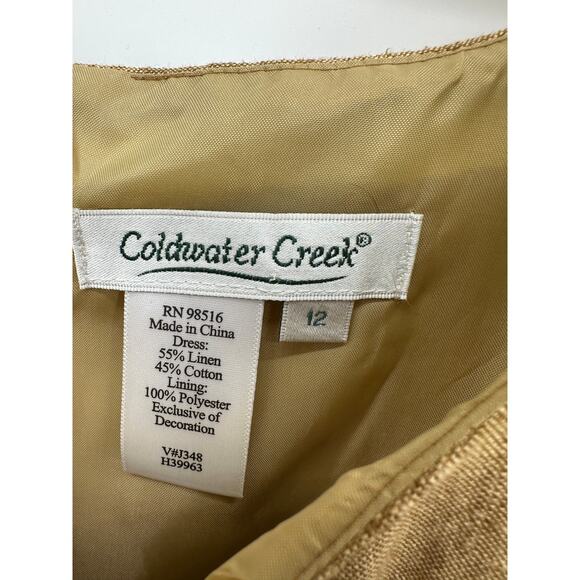 Coldwater Creek®
12
RN 98516
Made in China
Dress:
55% Linen
45% Cotton
Lining:
100% Polyester
Exclusive of
Decoration
V#J348
H39963